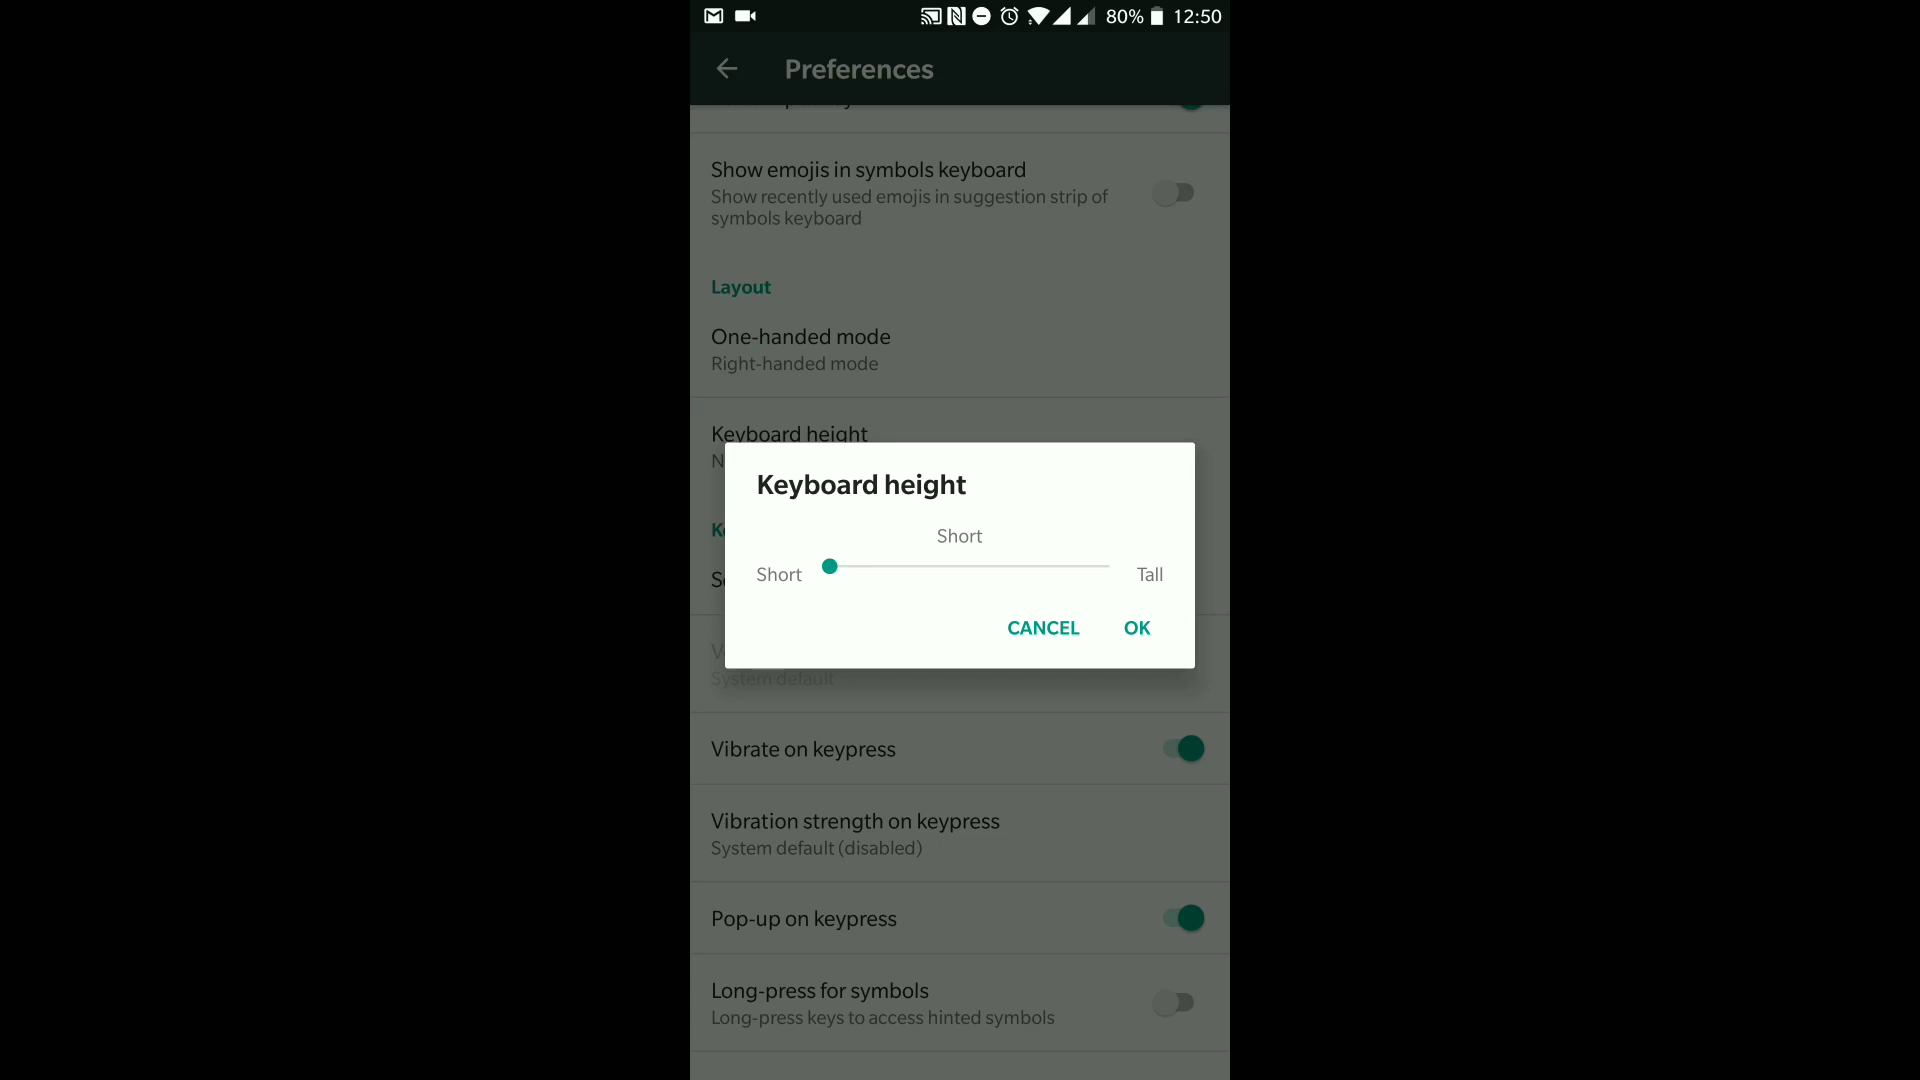 80% 12:50
Preferences
Show emojis in symbols keyboard
Show recently used emojis in suggestion strip of
symbols keyboard
Layout
One-handed mode
Right-handed mode
Keyboard height
Keyboard height
Short
Short Tall
CANCEL OK
System default
Vibrate on keypress
Vibration strength on keypress
System default (disabled)
Pop-up on keypress
Long-press for symbols
Long-press keys to access hinted symbols